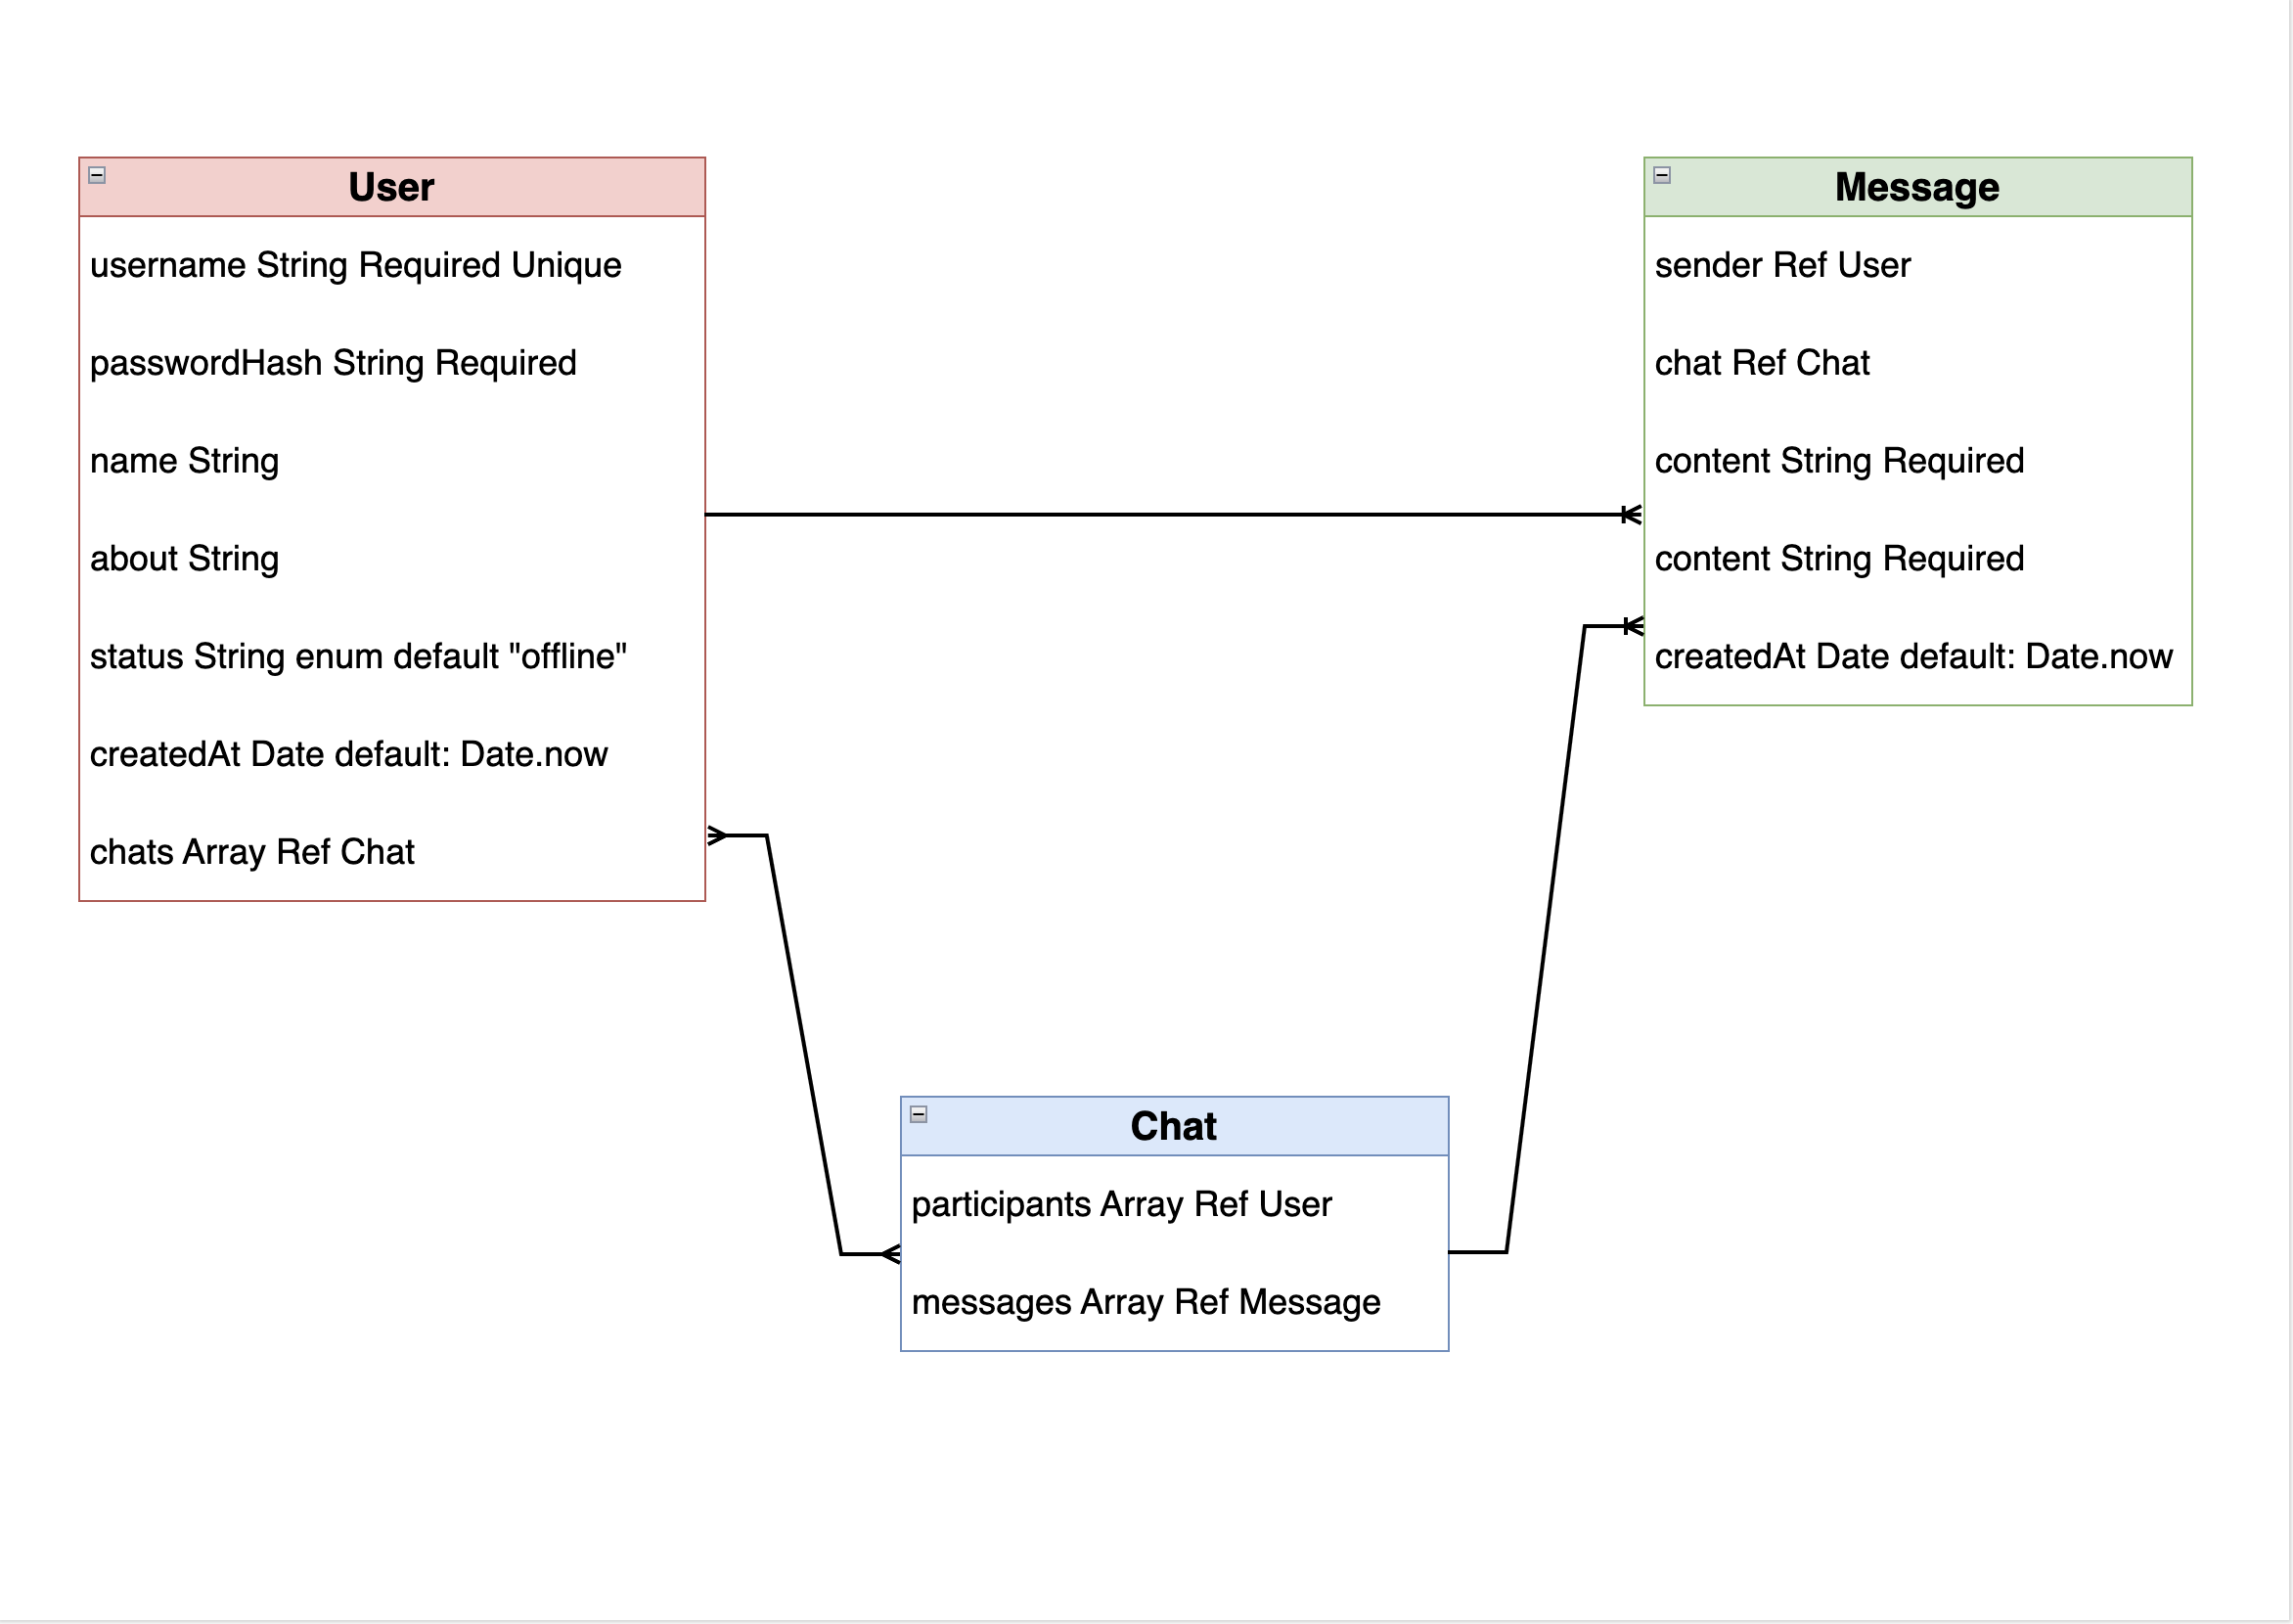 User
username String Required Unique
passwordHash String Required
name String
about String
status String enum default "offline"
createdAt Date default: Date.now
chats Array Ref Chat
Message
sender Ref User
chat Ref Chat
content String Required
content String Required
createdAt Date default: Date.now
Chat
participants Array Ref User
messages Array Ref Message